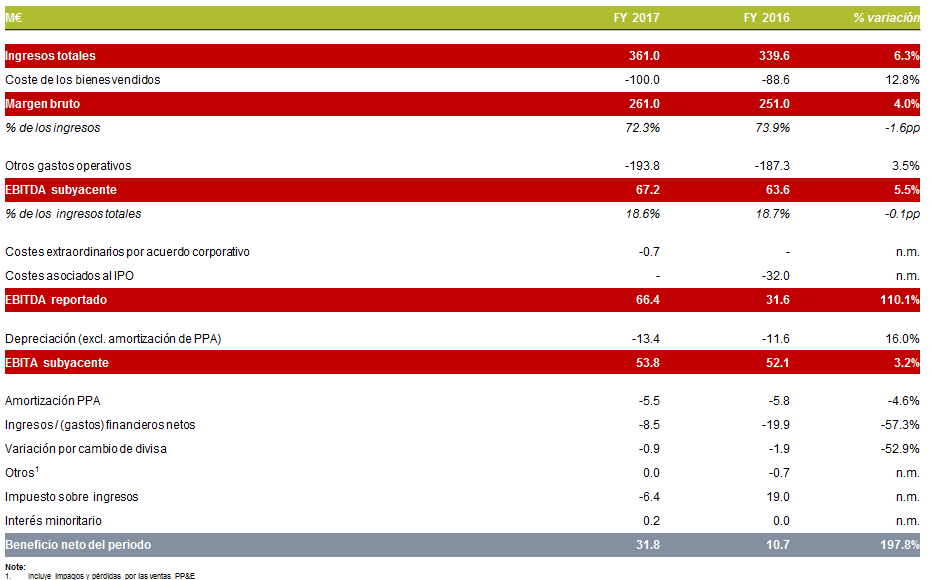 M€ FY 2017 FY 2016 % variación
Ingresos totales 361.0 339.6 6.3%
Coste de los bienes vendidos -100.0 -88.6 12.8%
Margen bruto 261.0 251.0 4.0%
% de los ingresos 72.3% 73.9% -1.6pp
Otros gastos operativos -193.8 -187.3 3.5%
EBITDA subyacente 67.2 63.6 5.5%
% de los ingresos totales 18.6% 18.7% -0.1pp
Costes extraordinarios por acuerdo corporativo -0.7 - n.m.
Costes asociados al IPO - -32.0 n.m.
EBITDA reportado 66.4 31.6 110.1%
Depreciación (excl. amortización de PPA) -13.4 -11.6 16.0%
EBITA subyacente 53.8 52.1 3.2%
Amortización PPA -5.5 -5.8 -4.6%
Ingresos / (gastos) financieros netos -8.5 -19.9 -57.3%
Variación por cambio de divisa -0.9 -1.9 -52.9%
Otros1 0.0 -0.7 n.m.
Impuesto sobre ingresos -6.4 19.0 n.m.
Interés minoritario 0.2 0.0 n.m.
Beneficio neto del periodo 31.8 10.7 197.8%
Note:
1. Incluye impagos y pérdidas por las ventas PP&E